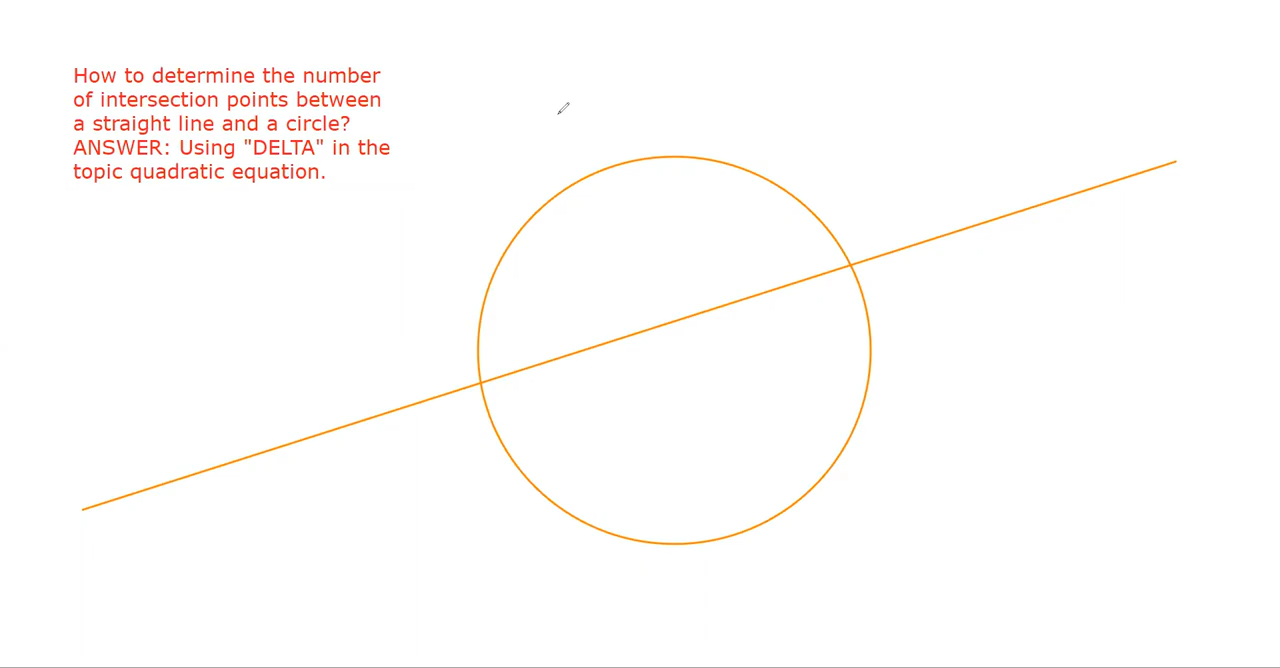 How to determine the number
of intersection points between
a straight line and a circle?
ANSWER: Using "DELTA" in the
topic quadratic equation.